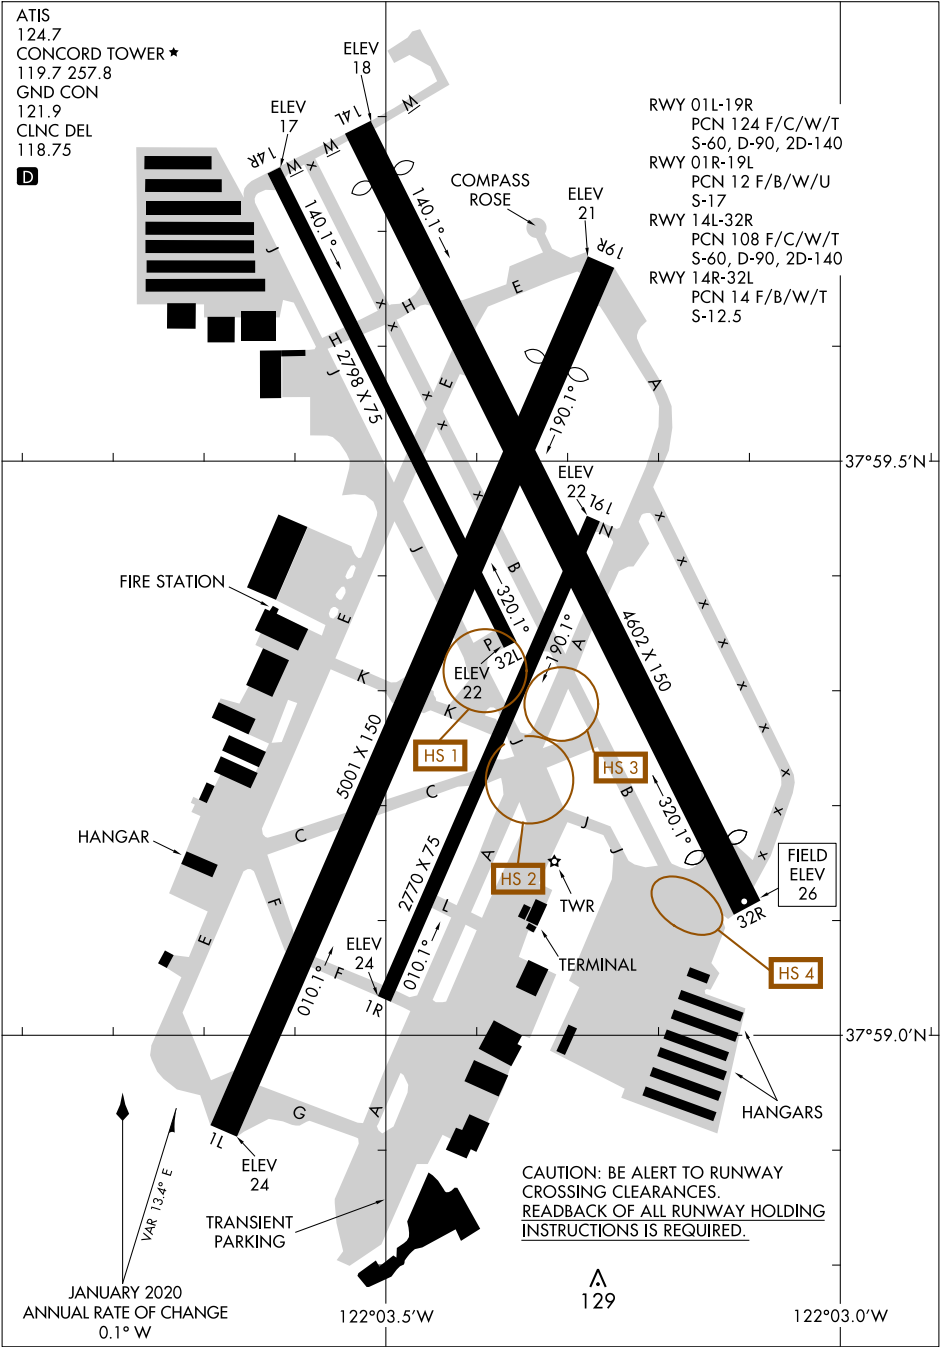 ATIS
124.7
CONCORD TOWER ★
119.7 257.8
GND CON
121.9
CLNC DEL
118.75
D
ELEV
18
ELEV
17
14L
14R
W
W
W
140.1°
140.1°
COMPASS
ROSE
ELEV
21
19R
RWY 01L-19R
PCN 124 F/C/W/T
S-60, D-90, 2D-140
RWY 01R-19L
PCN 12 F/B/W/U
S-17
RWY 14L-32R
PCN 108 F/C/W/T
S-60, D-90, 2D-140
RWY 14R-32L
PCN 14 F/B/W/T
S-12.5
J
H
E
H
J
2798 X 75
E
A
190.1°
37°59.5'N
ELEV
22
19L
N
FIRE STATION
E
J
B
320.1°
190.1°
A
4602 X 150
P
32L
ELEV
22
K
K
J
HS 1
HS 3
5001 X 150
C
C
B
320.1°
J
J
HANGAR
HS 2
A
2770 X 75
TWR
FIELD
ELEV
26
32R
F
L
E
TERMINAL
HS 4
ELEV
24
F
010.1°
010.1°
1R
37°59.0'N
HANGARS
G
A
1L
ELEV
24
VAR 13.4° E
TRANSIENT
PARKING
CAUTION: BE ALERT TO RUNWAY
CROSSING CLEARANCES.
READBACK OF ALL RUNWAY HOLDING
INSTRUCTIONS IS REQUIRED.
JANUARY 2020
ANNUAL RATE OF CHANGE
0.1° W
129
122°03.5'W
122°03.0'W